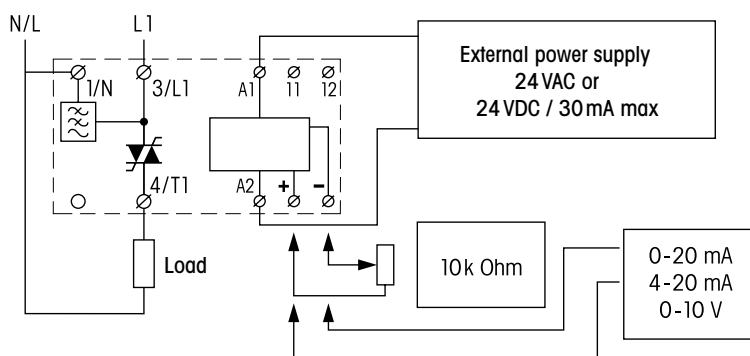 N/L
L1
External power supply
24 VAC or
24 VDC / 30 mA max
1/N
3/L1
A1
11
12
4/T1
A2
+
-
Load
10k Ohm
0-20 mA
4-20 mA
0-10 V